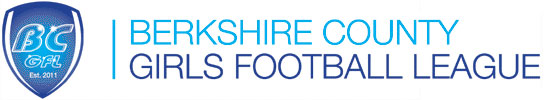 BC
GFL
Est. 2011
BERKSHIRE COUNTY
GIRLS FOOTBALL LEAGUE